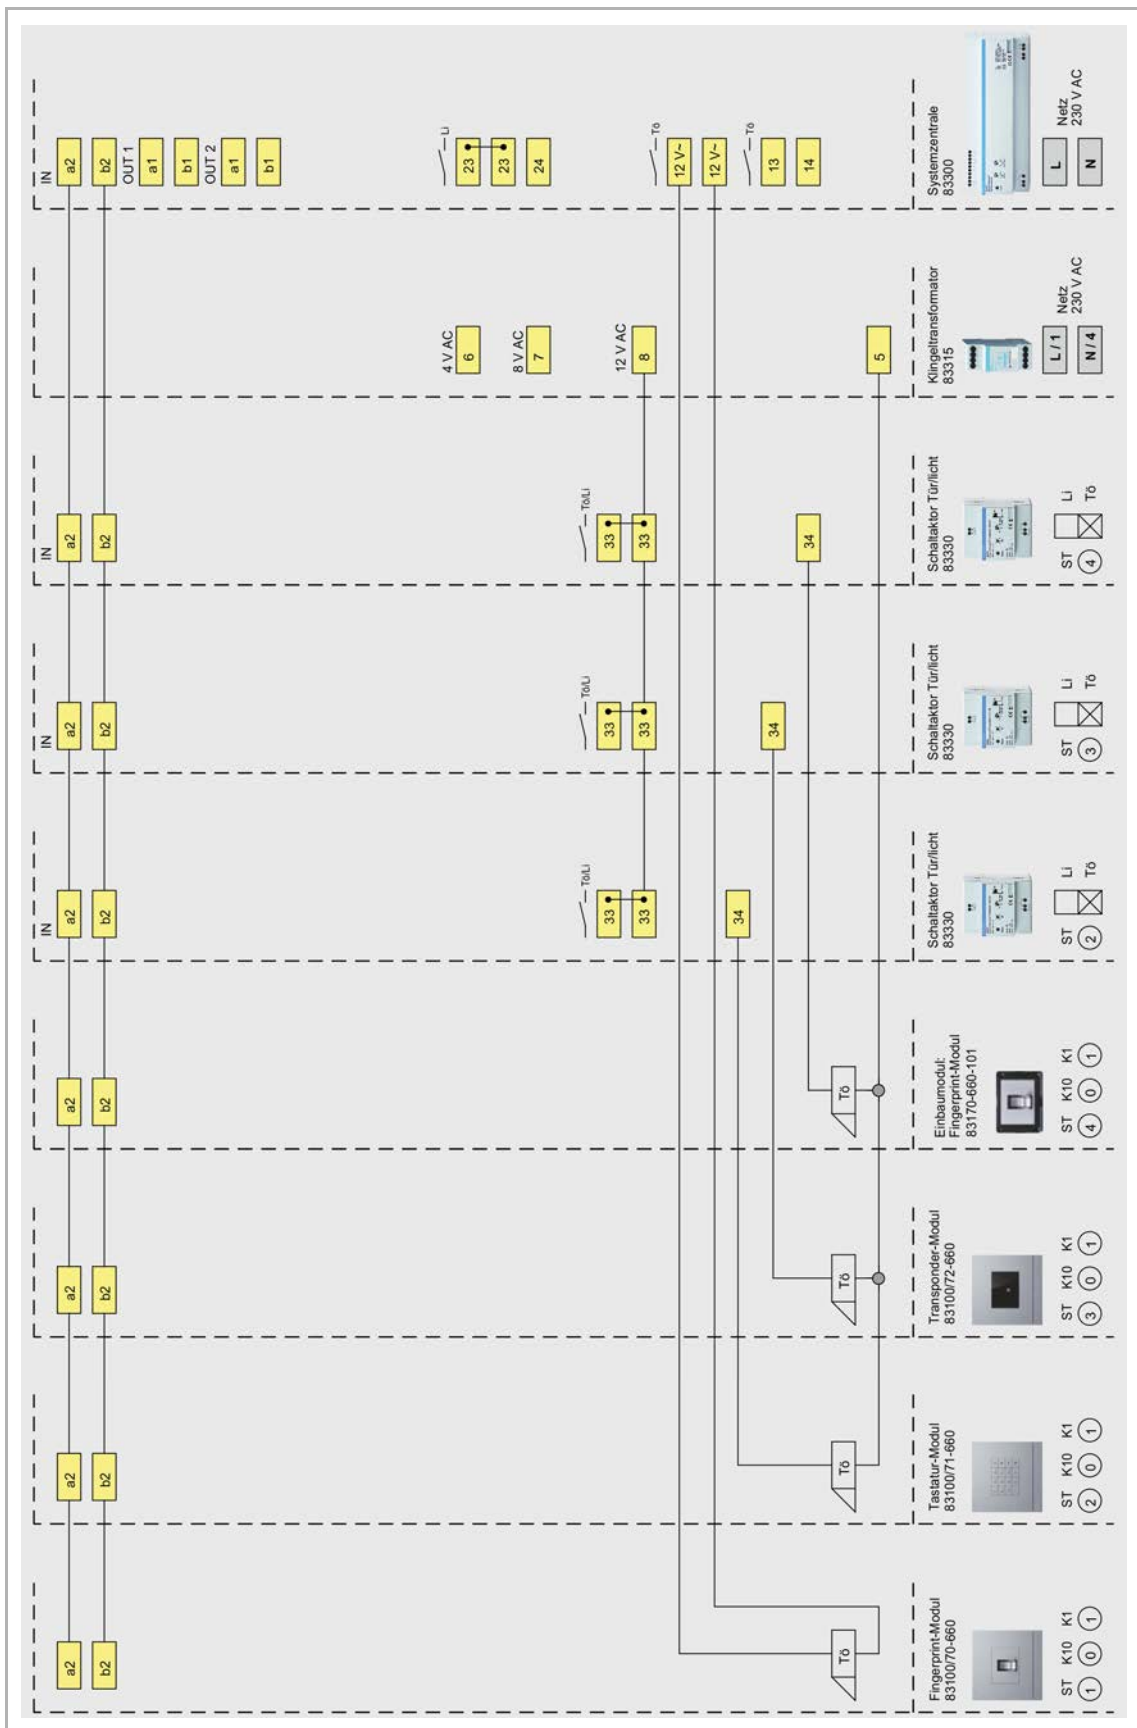 a2
b2
Tö
Fingerprint-Modul
83100/70-660
ST K10 K1
1 0 1
a2
b2
Tö
Tastatur-Modul
83100/71-660
ST K10 K1
2 0 1
a2
b2
Tö
Transponder-Modul
83100/72-660
ST K10 K1
3 0 1
a2
b2
Tö
Einbaumodul:
Fingerprint-Modul
83170-660-101
ST K10 K1
4 0 1
IN
a2
b2
Tö/Li
33
33
34
Schaltaktor Tür/licht
83330
Li
ST Tö
2
IN
a2
b2
Tö/Li
33
33
34
Schaltaktor Tür/licht
83330
Li
ST Tö
3
IN
a2
b2
Tö/Li
33
33
34
Schaltaktor Tür/licht
83330
Li
ST Tö
4
4 V AC
6
8 V AC
7
12 V AC
8
5
Klingeltransformator
83315
L / 1
Netz
230 V AC
N / 4
IN
a2
b2
OUT 1
a1
b1
OUT 2
a1
b1
Li
23
23
24
Tö
12 V~
12 V~
Tö
13
14
Systemzentrale
83300
L
Netz
230 V AC
N